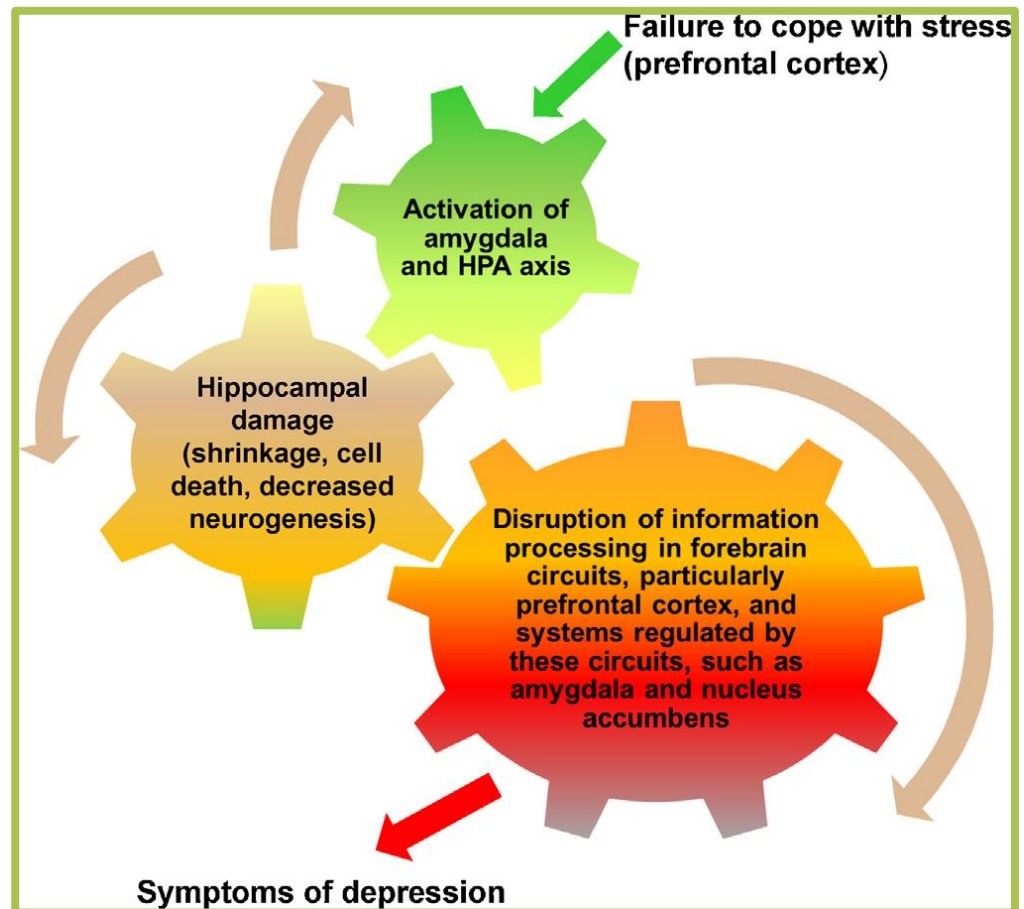 Failure to cope with stress
(prefrontal cortex)
Activation of
amygdala
and HPA axis
Hippocampal
damage
(shrinkage, cell
death, decreased
neurogenesis)
Disruption of information
processing in forebrain
circuits, particularly
prefrontal cortex, and
systems regulated by
these circuits, such as
amygdala and nucleus
accumbens
Symptoms of depression